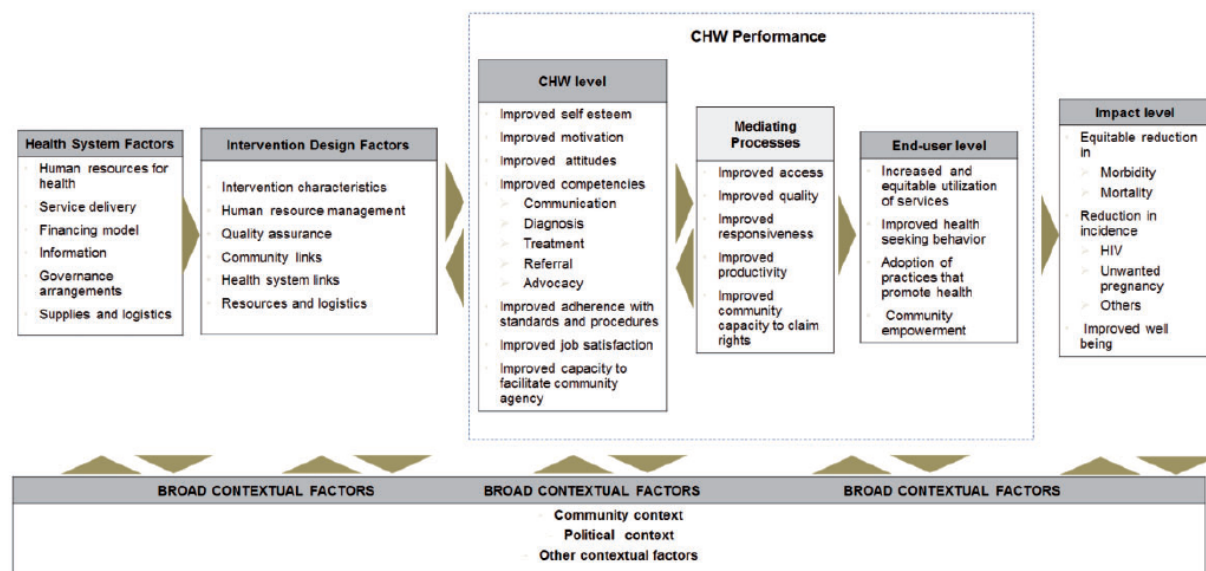 CHW Performance
Health System Factors
Human resources for
health
Service delivery
Financing model
Information
Governance
arrangements
Supplies and logistics
Intervention Design Factors
Intervention characteristics
Human resource management
Quality assurance
Community links
Health system links
Resources and logistics
CHW level
Improved self esteem
Improved motivation
Improved attitudes
Improved competencies
Communication
Diagnosis
Treatment
Referral
Advocacy
Improved adherence with
standards and procedures
Improved job satisfaction
Improved capacity to
facilitate community
agency
Mediating
Processes
Improved access
Improved quality
Improved
responsiveness
Improved
productivity
Improved
community
capacity to claim
rights
End-user level
Increased and
equitable utilization
of services
Improved health
seeking behavior
Adoption of
practices that
promote health
Community
empowerment
Impact level
Equitable reduction
in
Morbidity
Mortality
Reduction in
incidence
HIV
Unwanted
pregnancy
Others
Improved well
being
BROAD CONTEXTUAL FACTORS BROAD CONTEXTUAL FACTORS BROAD CONTEXTUAL FACTORS
Community context
Political context
Other contextual factors